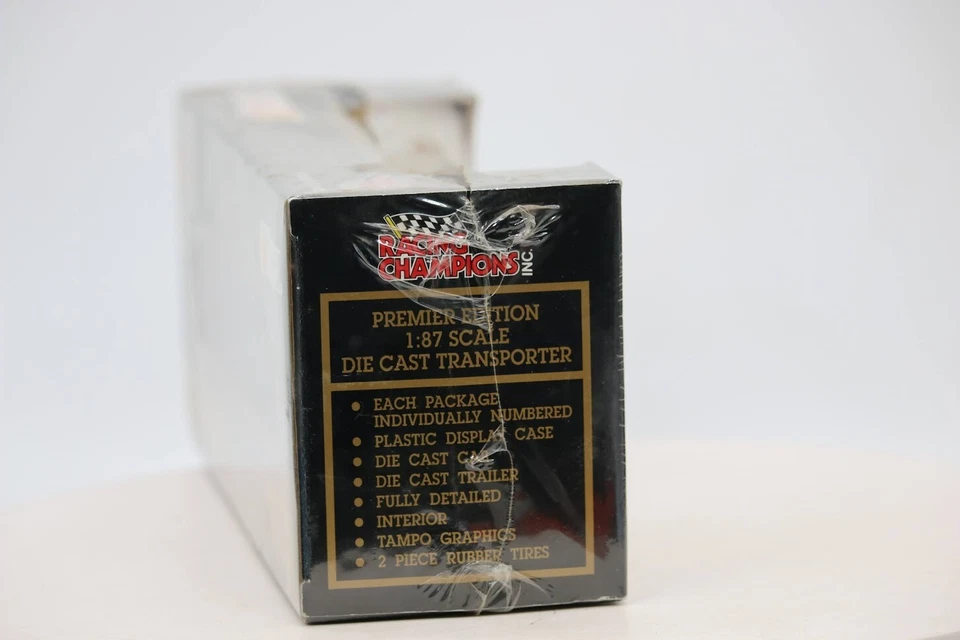 RACING
CHAMPIONS INC.
PREMIER EDITION
1:87 SCALE
DIE CAST TRANSPORTER
• EACH PACKAGE
INDIVIDUALLY NUMBERED
• PLASTIC DISPLAY CASE
• DIE CAST CAB
• DIE CAST TRAILER
• FULLY DETAILED
• INTERIOR
• TAMPO GRAPHICS
• 2 PIECE RUBBER TIRES